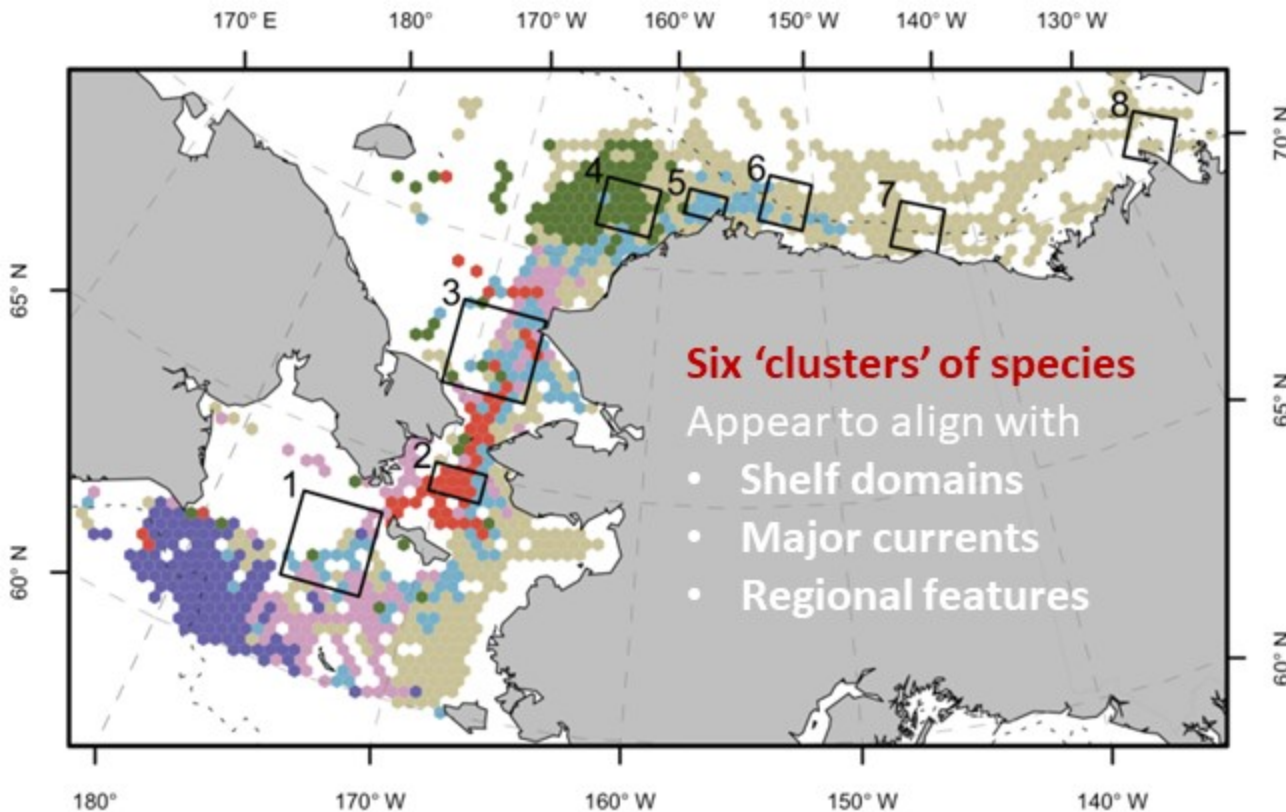 170° E 180° 170° W 160° W 150° W 140° W 130° W
70° N
65° N
65° N
60° N
60° N
8
4
5
6
7
3
2
1
Six ‘clusters’ of species
Appear to align with
• Shelf domains
• Major currents
• Regional features
180° 170° W 160° W 150° W 140° W